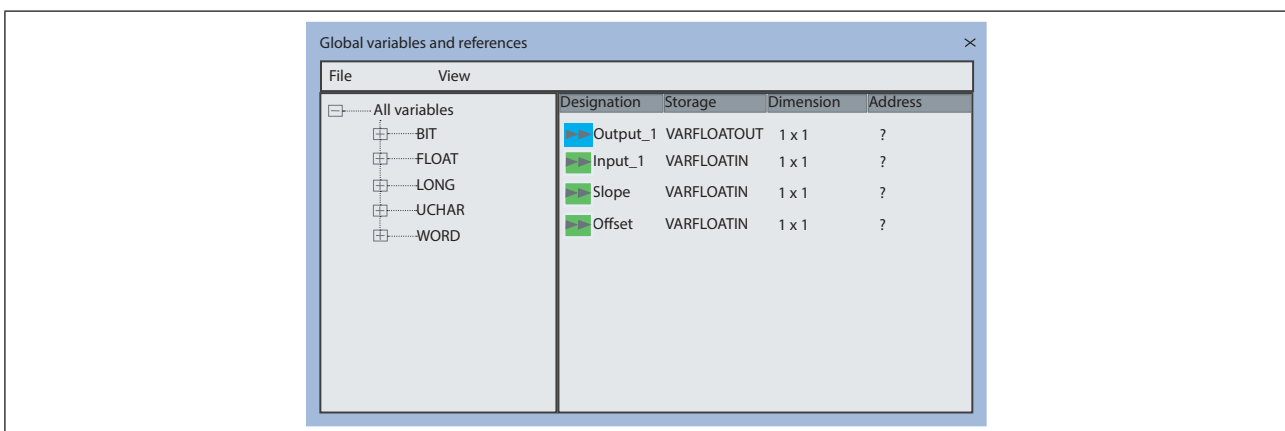 Global variables and references ×
File View
All variables
BIT
FLOAT
LONG
UCHAR
WORD
Designation Storage Dimension Address
Output_1 VARFLOATOUT 1 x 1 ?
Input_1 VARFLOATIN 1 x 1 ?
Slope VARFLOATIN 1 x 1 ?
Offset VARFLOATIN 1 x 1 ?